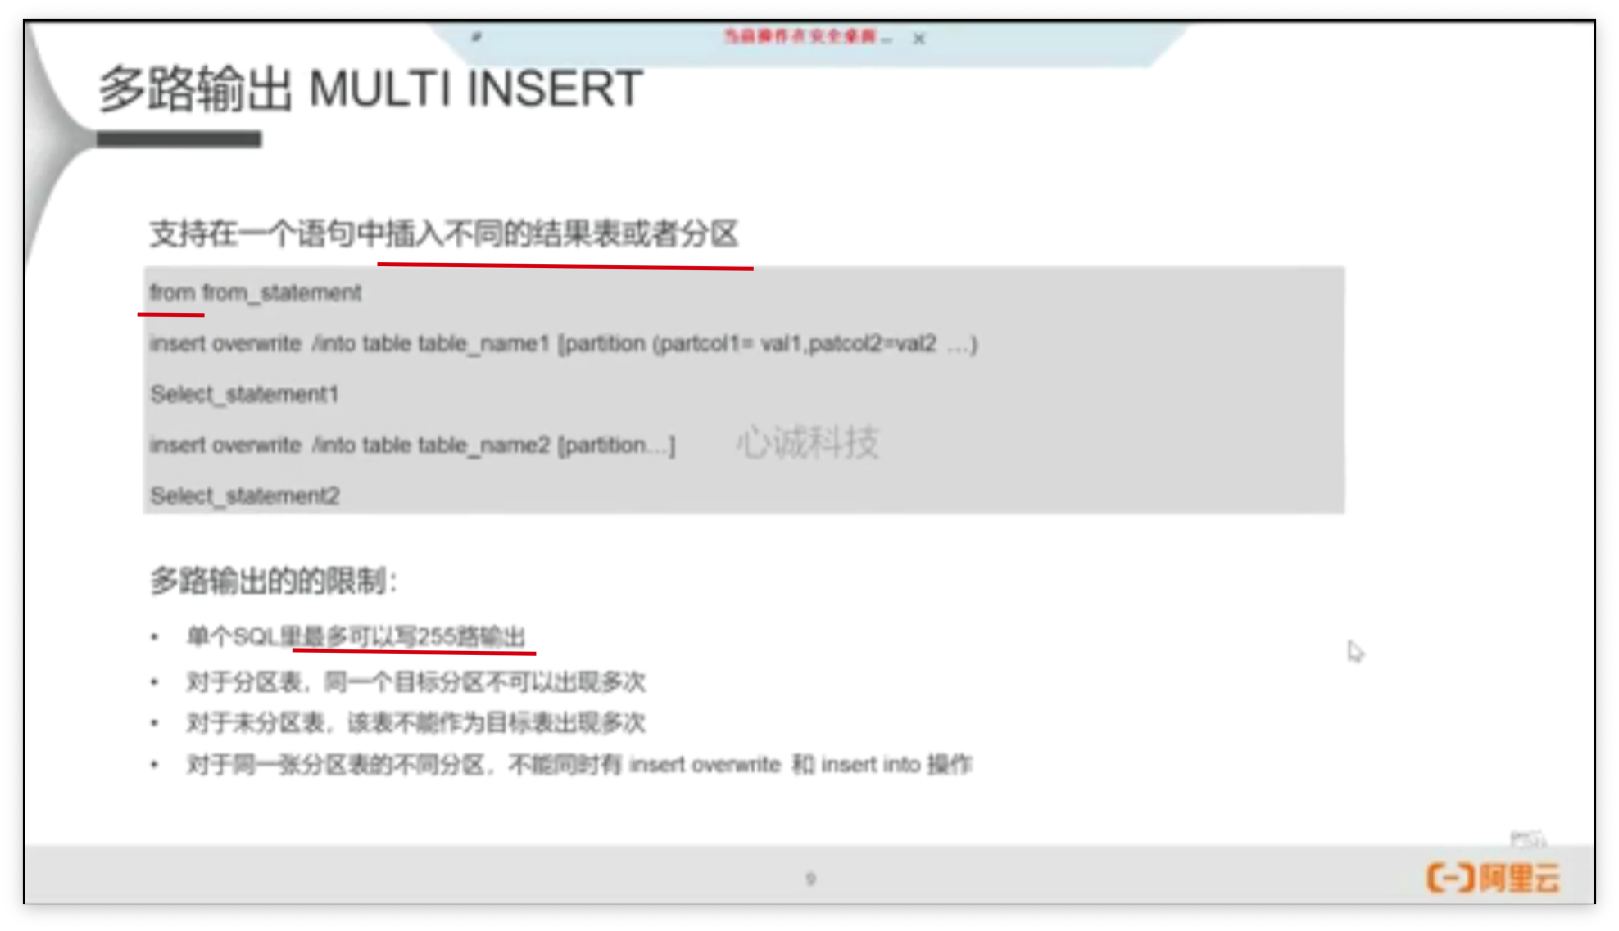 当前操作在安全桌面...
多路输出 MULTI INSERT
支持在一个语句中插入不同的结果表或者分区
from from_statement
insert overwrite /into table table_name1 [partition (partcol1= val1,patcol2=val2 ...)
Select_statement1
insert overwrite /into table table_name2 [partition...]
心诚科技
Select_statement2
多路输出的的限制：
• 单个SQL里最多可以写255路输出
• 对于分区表，同一个目标分区不可以出现多次
• 对于未分区表，该表不能作为目标表出现多次
• 对于同一张分区表的不同分区，不能同时有 insert overwrite 和 insert into 操作
9
阿里云